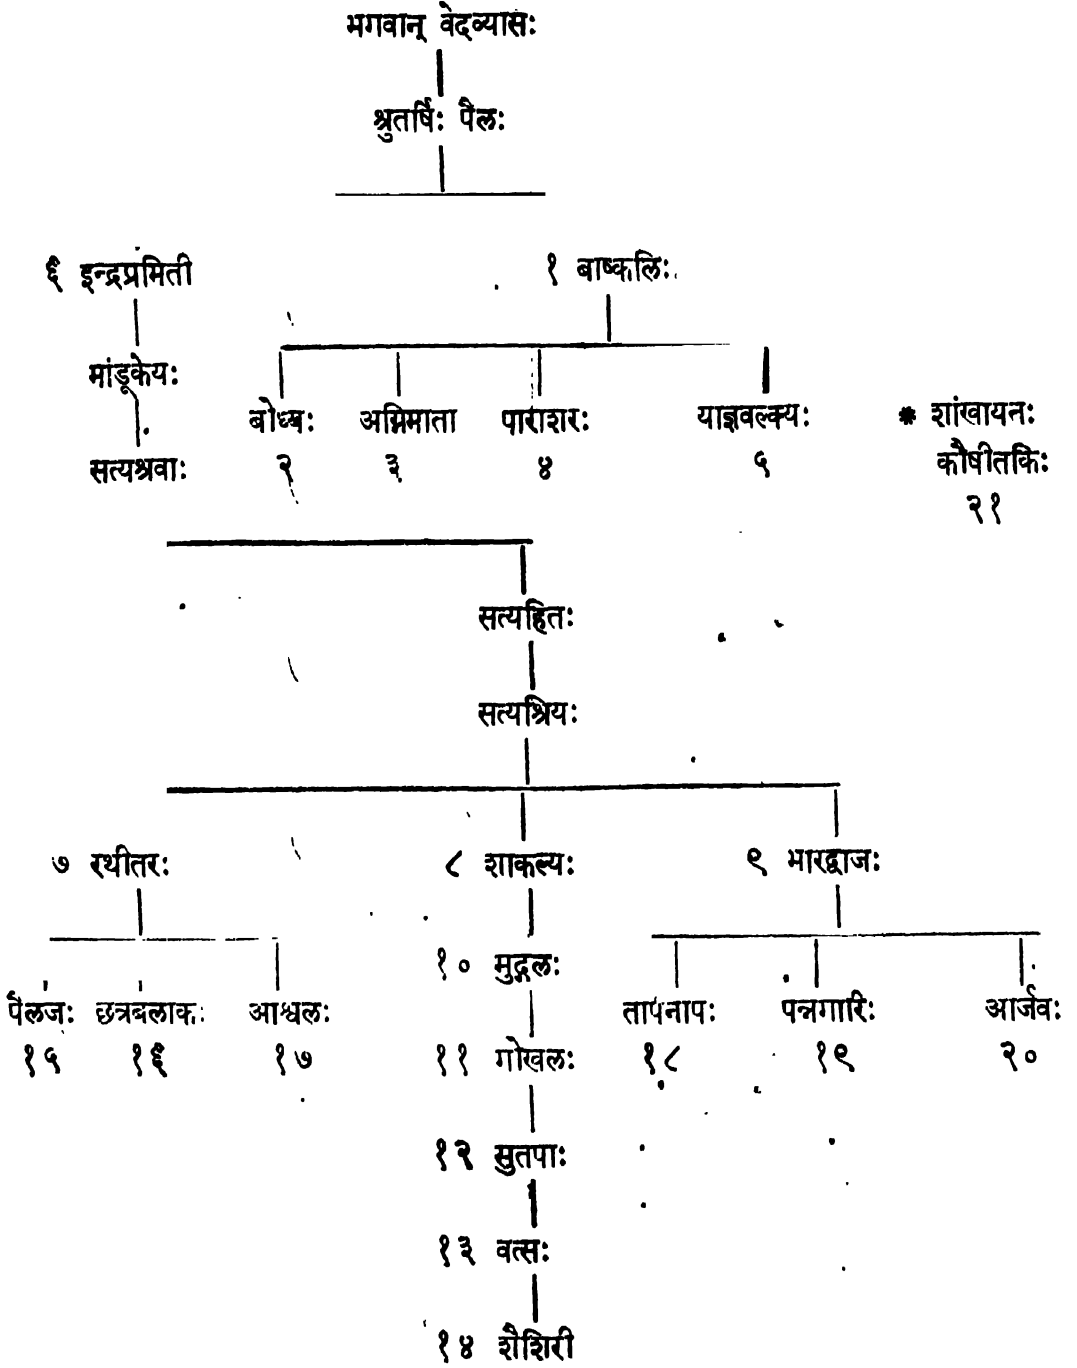 भगवान् वेदव्यासः
श्रुतर्षिः पैलः
६ इन्द्रप्रमिती १ बाष्कलिः
मांडूकेयः
बोध्यः अग्निमाता पाराशरः याज्ञवल्क्यः * शांखायनः
सत्यश्रवाः २ ३ ४ ५ कौषीतकिः
२१
सत्यहितः
सत्यश्रियः
७ रथीतरः ८ शाकल्यः ९ भारद्वाजः
१० मुद्गलः
पैलजः छत्रबलाकः आश्वलः तापनापः पन्नगारिः आर्जवः
१५ १६ १७ ११ गोखलः १८ १९ २०
१२ सुतपाः
१३ वत्सः
१४ शैशिरी